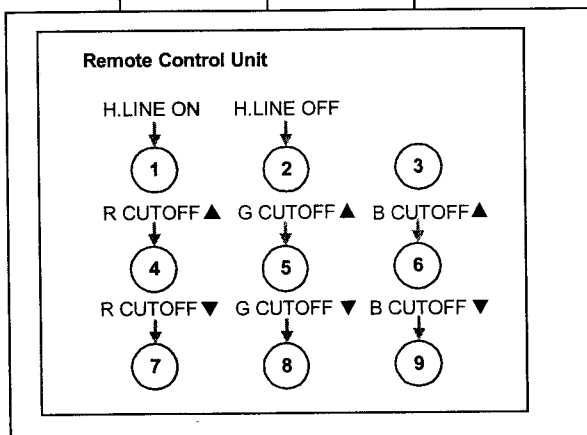 Remote Control Unit
H.LINE ON H.LINE OFF
1 2 3
R CUTOFF▲ G CUTOFF▲ B CUTOFF▲
4 5 6
R CUTOFF▼ G CUTOFF▼ B CUTOFF▼
7 8 9